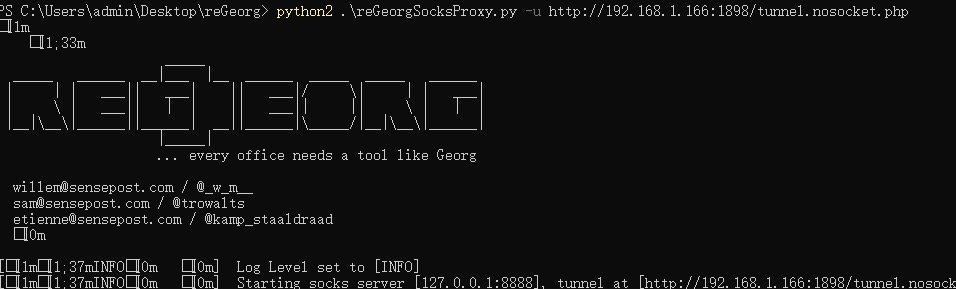 PS C:\Users\admin\Desktop\reGeorg> python2 .\reGeorgSocksProxy.py -u http://192.168.1.166:1898/tunnel.nosocket.php
[1m
[1;33m
... every office needs a tool like Georg
willem@sensepost.com / @_w_m__
sam@sensepost.com / @trowalts
etienne@sensepost.com / @kamp_staaldraad
[0m
[[1m[1;37mINFO[0m [0m] Log Level set to [INFO]
[[1m[1;37mINFO[0m [0m] Starting socks server [127.0.0.1:8888], tunnel at [http://192.168.1.166:1898/tunnel.nosock